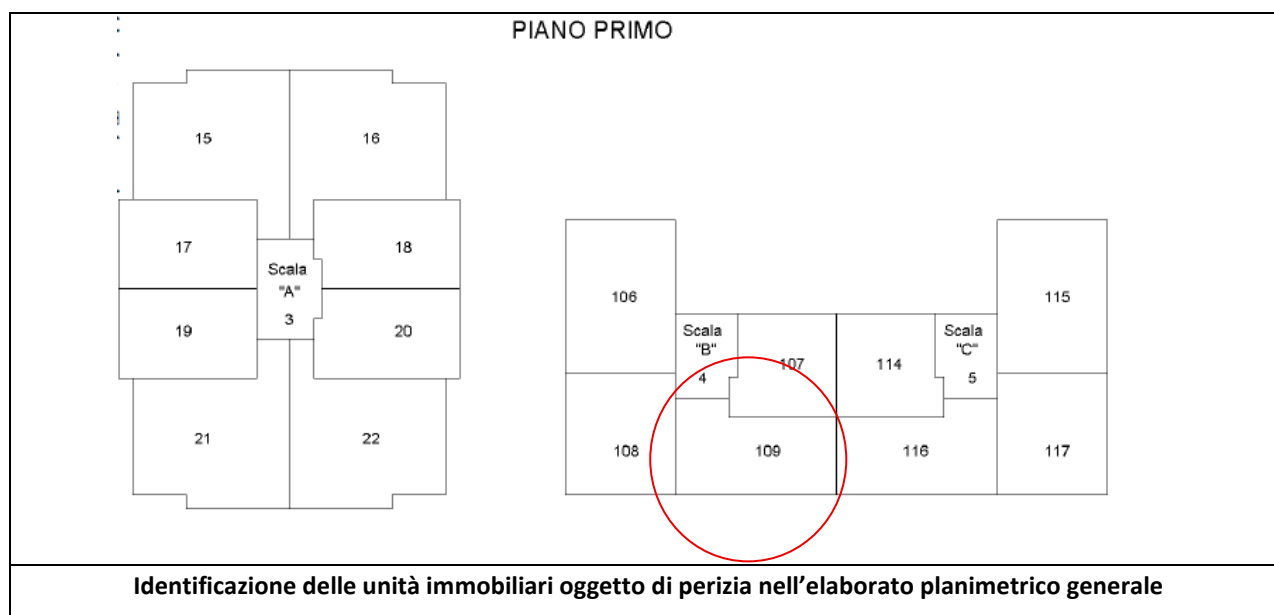 PIANO PRIMO
15
16
17
18
Scala
"A"
3
19
20
21
22
106
115
Scala
"B"
4
107
114
Scala
"C"
5
108
109
116
117
Identificazione delle unità immobiliari oggetto di perizia nell’elaborato planimetrico generale